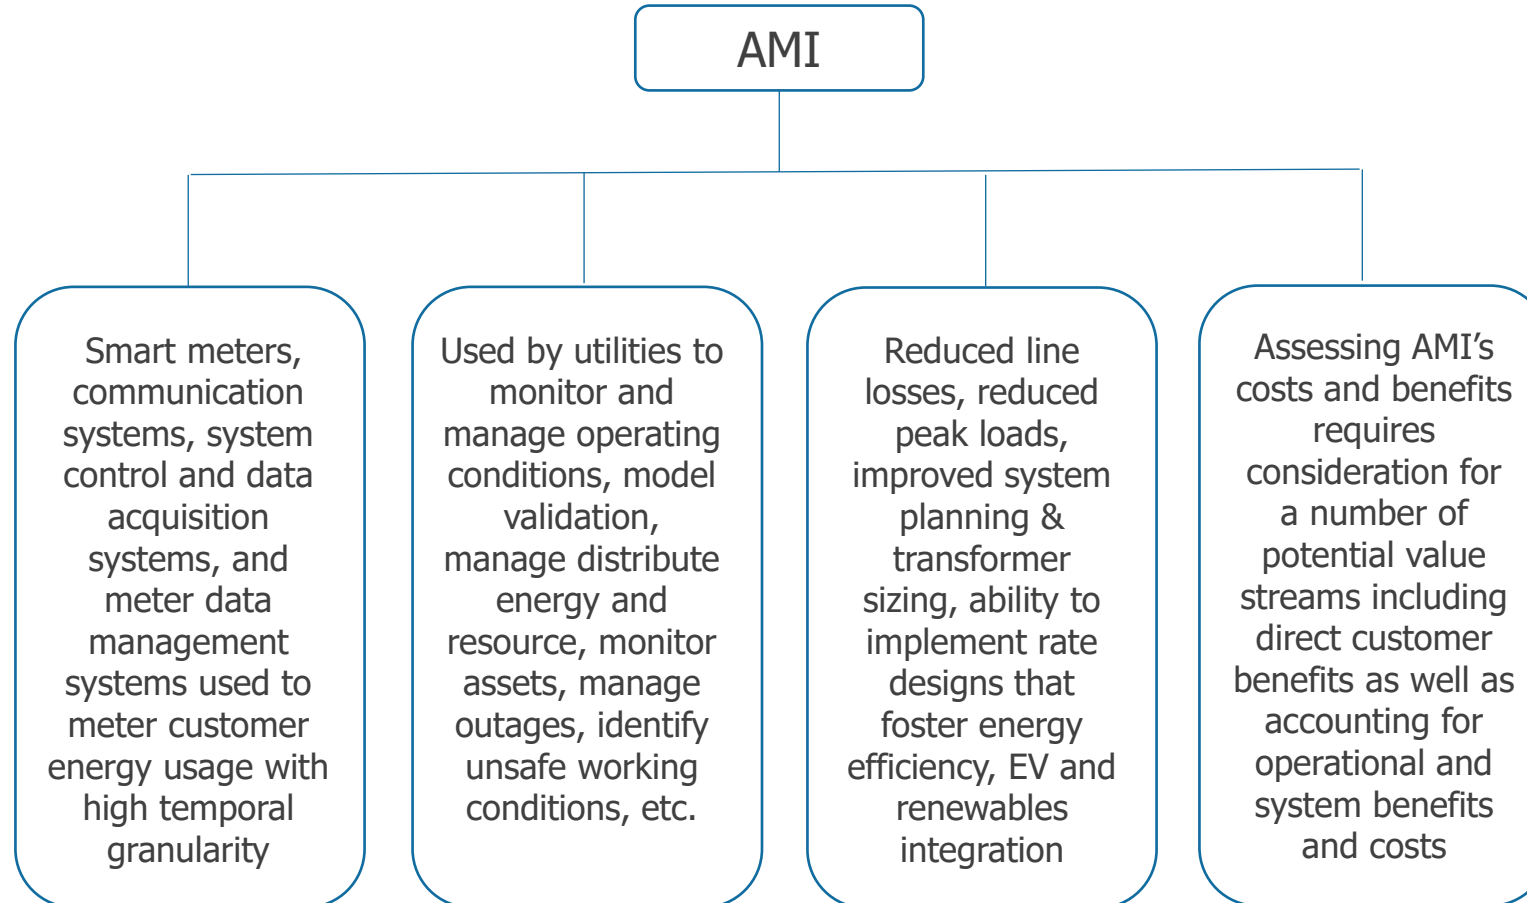 AMI
Smart meters,
communication
systems, system
control and data
acquisition
systems, and
meter data
management
systems used to
meter customer
energy usage with
high temporal
granularity
Used by utilities to
monitor and
manage operating
conditions, model
validation,
manage distribute
energy and
resource, monitor
assets, manage
outages, identify
unsafe working
conditions, etc.
Reduced line
losses, reduced
peak loads,
improved system
planning &
transformer
sizing, ability to
implement rate
designs that
foster energy
efficiency, EV and
renewables
integration
Assessing AMI’s
costs and benefits
requires
consideration for
a number of
potential value
streams including
direct customer
benefits as well as
accounting for
operational and
system benefits
and costs